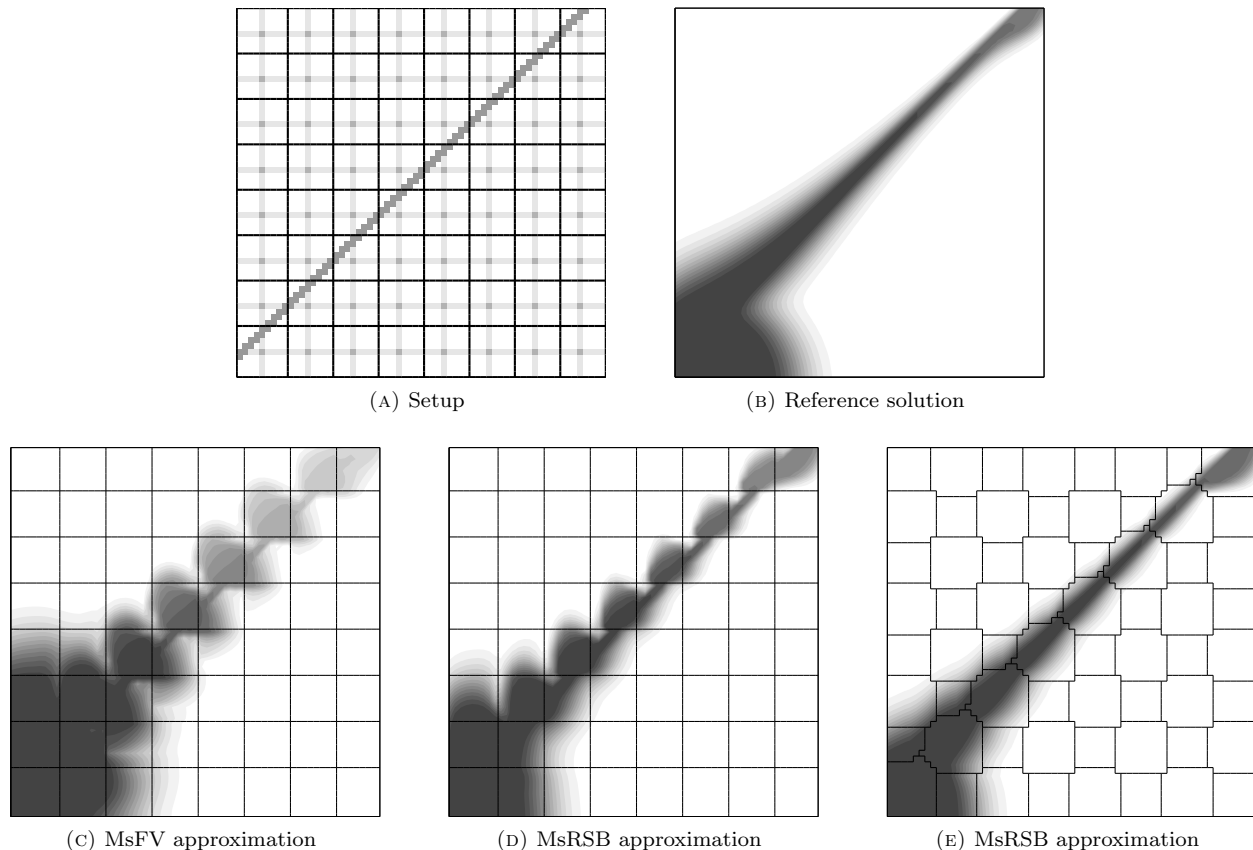 (A) Setup
(B) Reference solution
(C) MsFV approximation
(D) MsRSB approximation
(E) MsRSB approximation